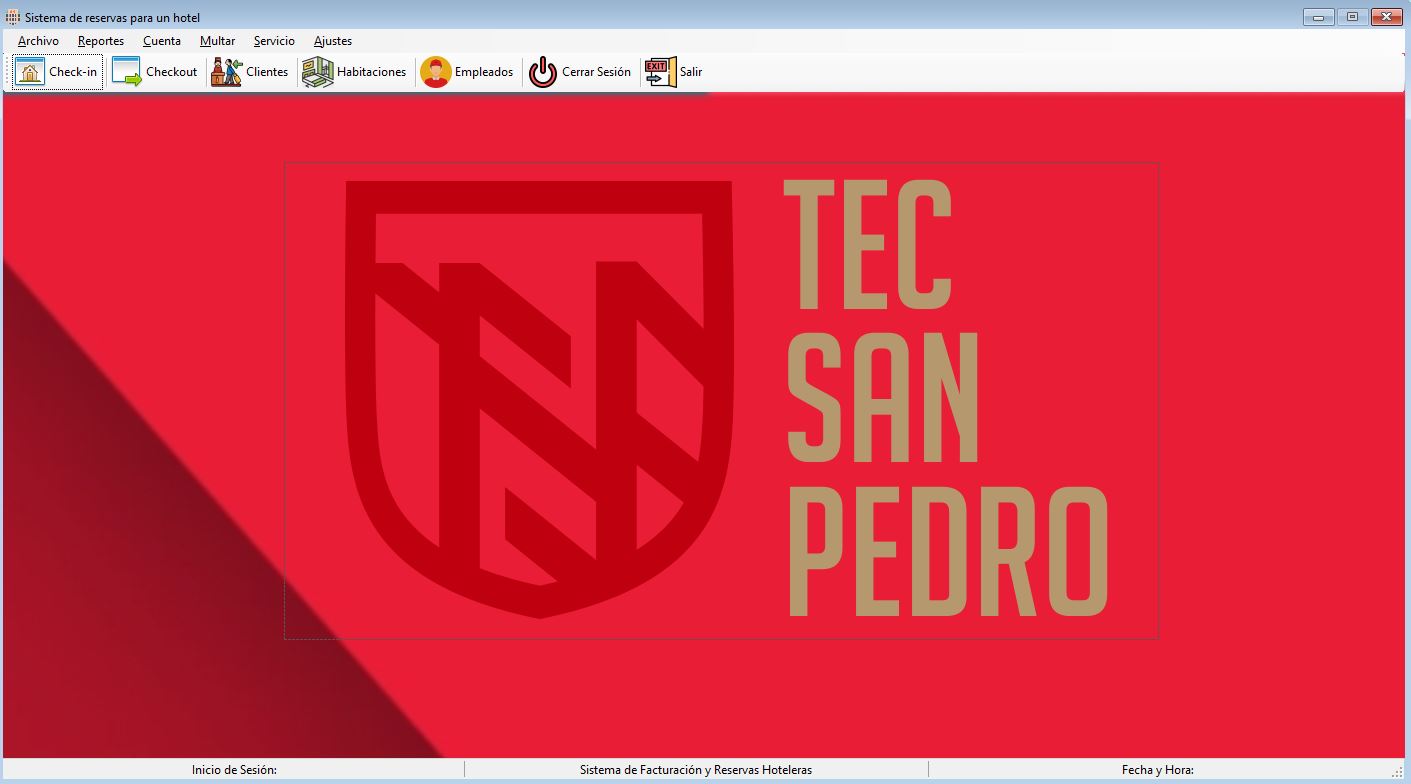 Sistema de reservas para un hotel
Archivo Reportes Cuenta Multar Servicio Ajustes
Check-in Checkout Clientes Habitaciones Empleados Cerrar Sesión EXIT Salir
TEC
SAN
PEDRO
Inicio de Sesión: Sistema de Facturación y Reservas Hoteleras Fecha y Hora: